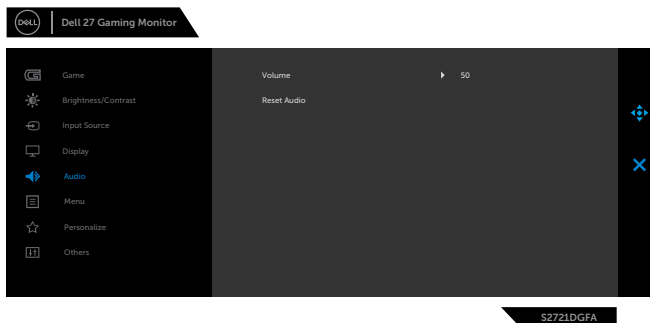 DELL Dell 27 Gaming Monitor
Game
Brightness/Contrast
Input Source
Display
Audio
Menu
Personalize
Others
Volume 50
Reset Audio
S2721DGFA